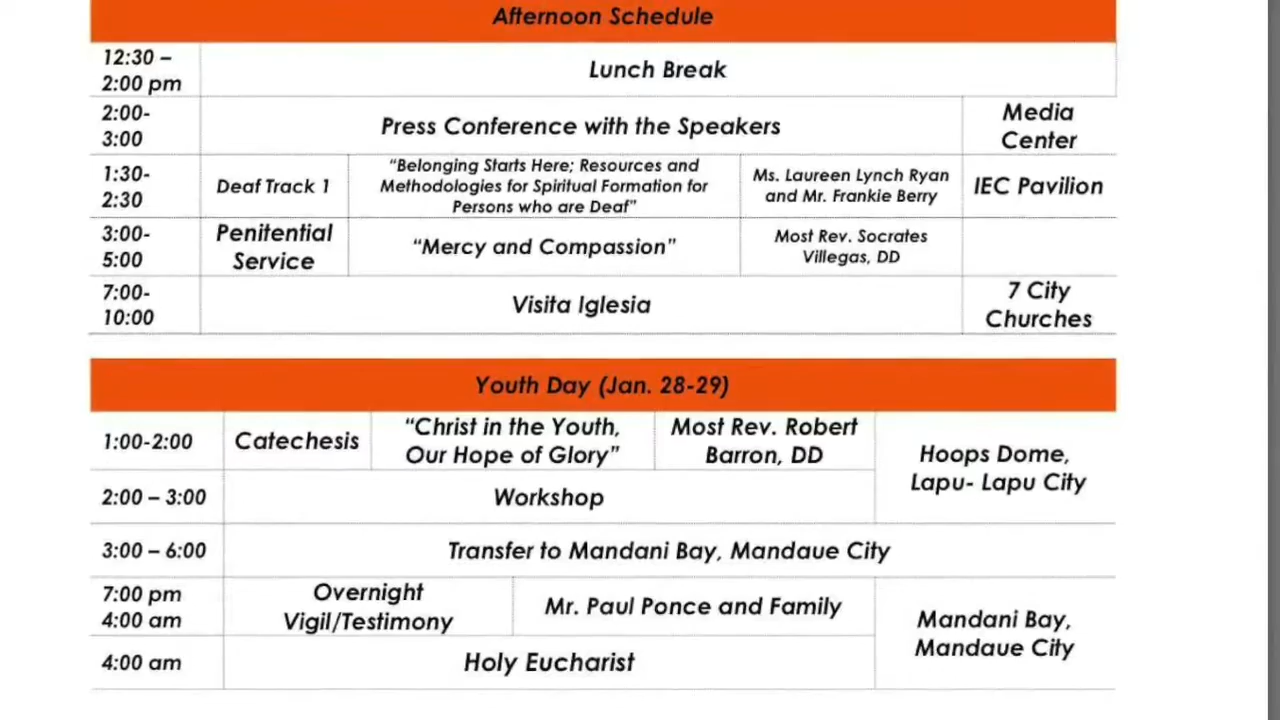 Afternoon Schedule
12:30 –
2:00 pm
Lunch Break
2:00-
3:00
Press Conference with the Speakers
Media
Center
1:30-
2:30
Deaf Track 1
“Belonging Starts Here; Resources and
Methodologies for Spiritual Formation for
Persons who are Deaf”
Ms. Laureen Lynch Ryan
and Mr. Frankie Berry
IEC Pavilion
3:00-
5:00
Penitential
Service
“Mercy and Compassion”
Most Rev. Socrates
Villegas, DD
7:00-
10:00
Visita Iglesia
7 City
Churches
Youth Day (Jan. 28-29)
1:00-2:00
Catechesis
“Christ in the Youth,
Our Hope of Glory”
Most Rev. Robert
Barron, DD
Hoops Dome,
Lapu- Lapu City
2:00 – 3:00
Workshop
3:00 – 6:00
Transfer to Mandani Bay, Mandaue City
7:00 pm
4:00 am
Overnight
Vigil/Testimony
Mr. Paul Ponce and Family
Mandani Bay,
Mandaue City
4:00 am
Holy Eucharist